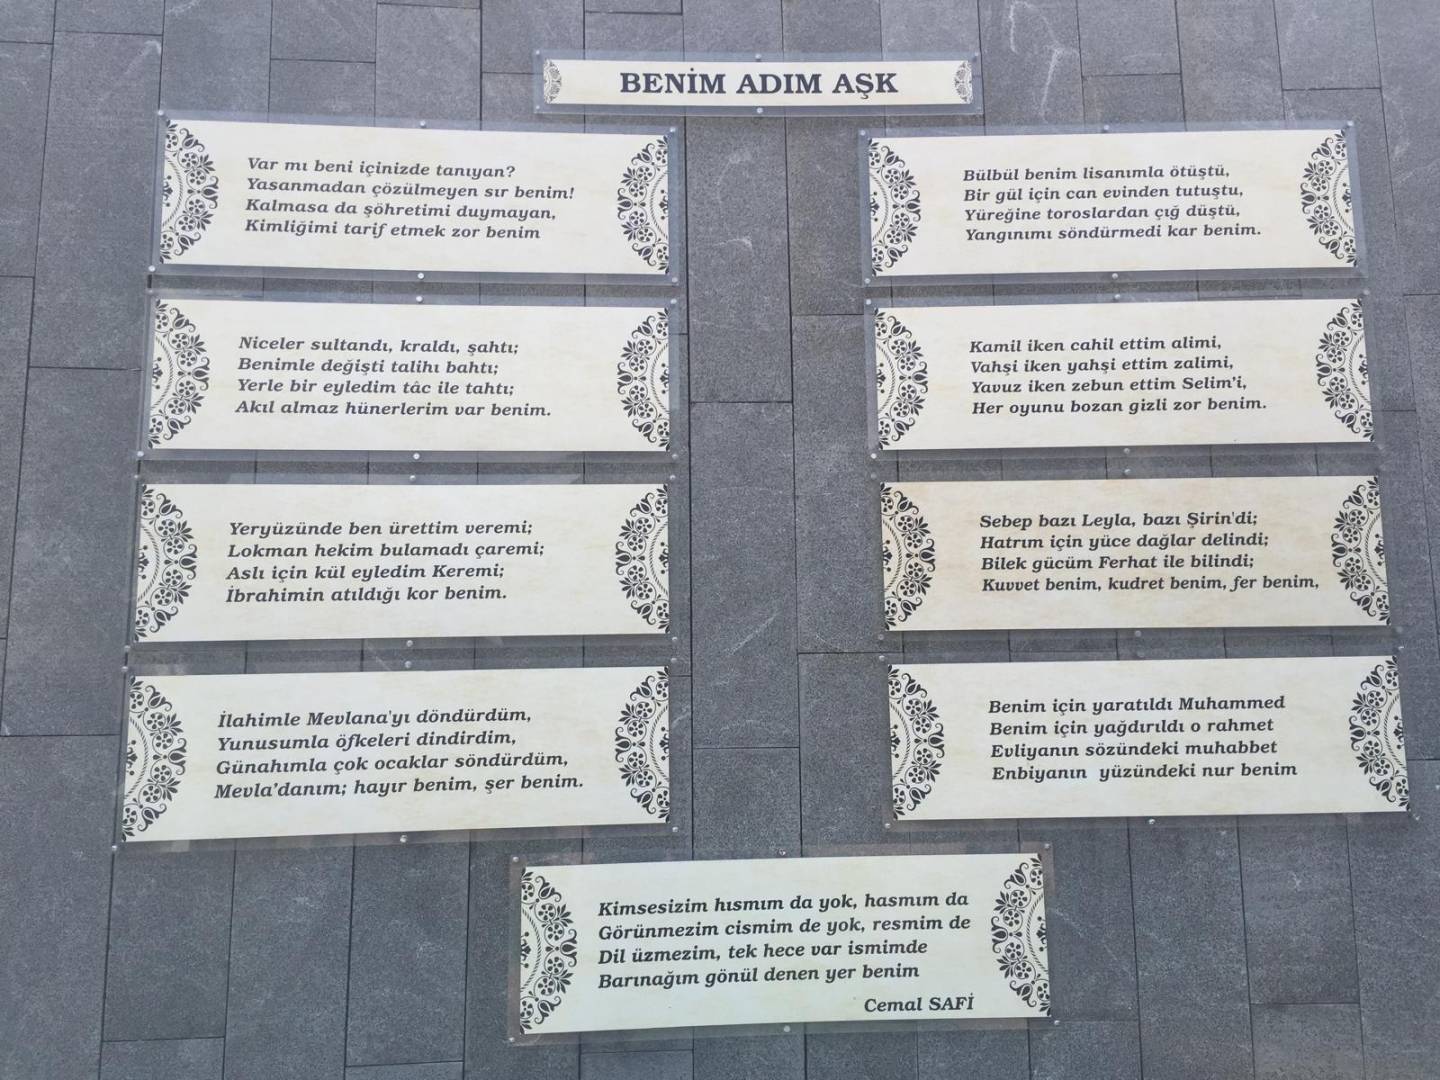 BENİM ADIM AŞK
Var mı beni içinizde tanıyan?
Yasanmadan çözülmeyen sır benim!
Kalmasa da şöhretimi duymayan,
Kimliğimi tarif etmek zor benim
Niceler sultandı, kraldı, şahtı;
Benimle değişti talihı bahtı;
Yerle bir eyledim tâc ile tahtı;
Akıl almaz hünerlerim var benim.
Yeryüzünde ben ürettim veremi;
Lokman hekim bulamadı çaremi;
Aslı için kül eyledim Keremi;
İbrahimin atıldığı kor benim.
İlahimle Mevlana'yı döndürdüm,
Yunusumla öfkeleri dindirdim,
Günahımla çok ocaklar söndürdüm,
Mevla'danım; hayır benim, şer benim.
Bülbül benim lisanımla ötüştü,
Bir gül için can evinden tutuştu,
Yüreğine toroslardan çığ düştü,
Yangınımı söndürmedi kar benim.
Kamil iken cahil ettim alimi,
Vahşi iken yahşi ettim zalimi,
Yavuz iken zebun ettim Selim'i,
Her oyunu bozan gizli zor benim.
Sebep bazı Leyla, bazı Şirin'di;
Hatrım için yüce dağlar delindi;
Bilek gücüm Ferhat ile bilindi;
Kuvvet benim, kudret benim, fer benim,
Benim için yaratıldı Muhammed
Benim için yağdırıldı o rahmet
Evliyanın sözündeki muhabbet
Enbiyanın yüzündeki nur benim
Kimsesizim hısmım da yok, hasmım da
Görünmezim cismim de yok, resmim de
Dil üzmezim, tek hece var ismimde
Barınağım gönül denen yer benim
Cemal SAFİ